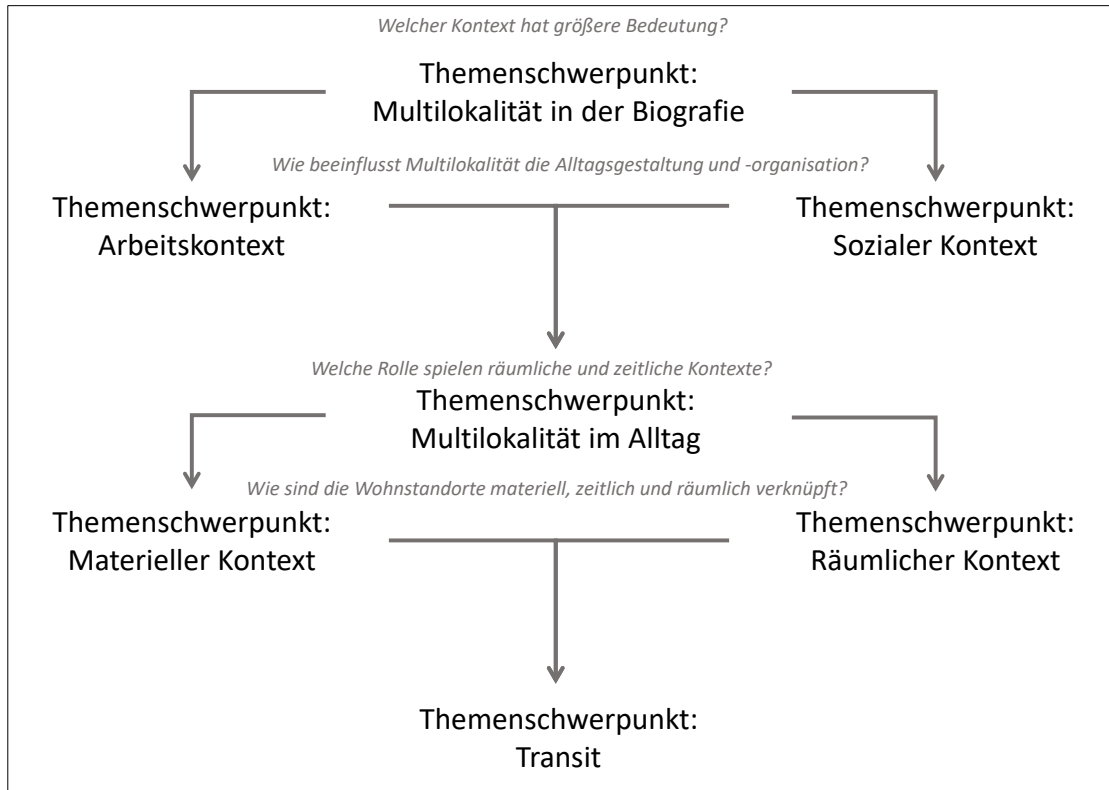 Welcher Kontext hat größere Bedeutung?
Themenschwerpunkt:
Multilokalität in der Biografie
Wie beeinflusst Multilokalität die Alltagsgestaltung und -organisation?
Themenschwerpunkt:
Arbeitskontext
Themenschwerpunkt:
Sozialer Kontext
Welche Rolle spielen räumliche und zeitliche Kontexte?
Themenschwerpunkt:
Multilokalität im Alltag
Wie sind die Wohnstandorte materiell, zeitlich und räumlich verknüpft?
Themenschwerpunkt:
Materieller Kontext
Themenschwerpunkt:
Räumlicher Kontext
Themenschwerpunkt:
Transit